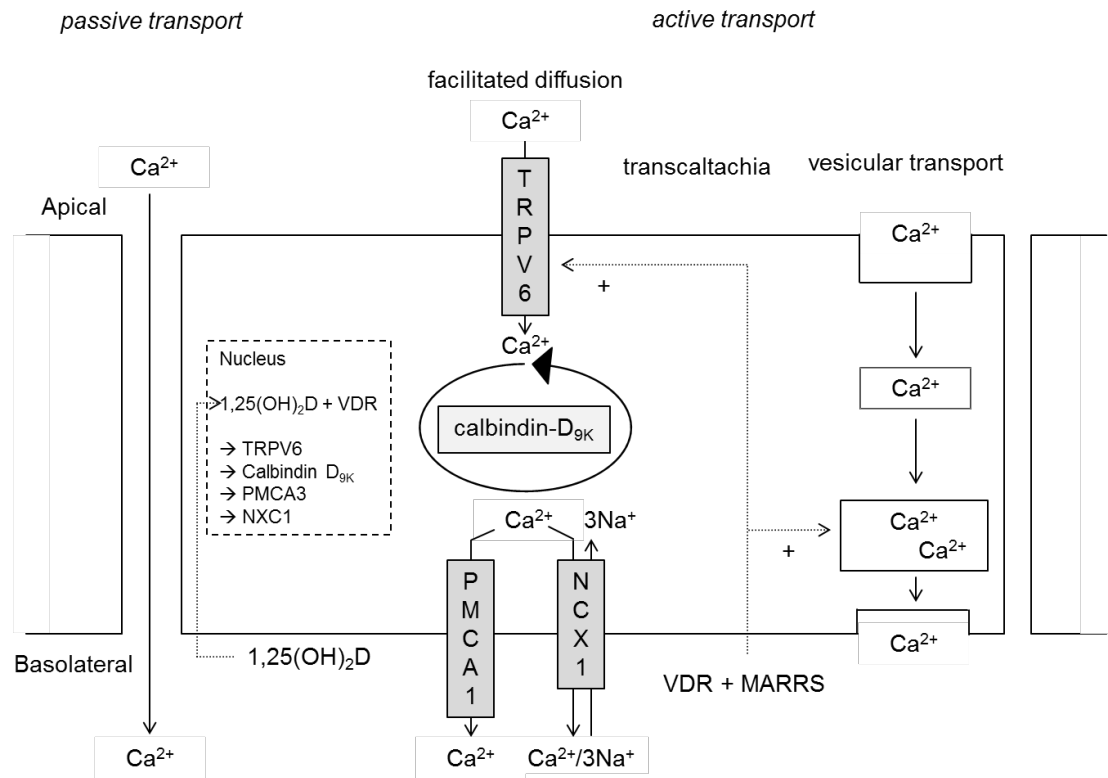 passive transport
active transport
facilitated diffusion
Ca²⁺
transcaltachia
vesicular transport
Ca²⁺
Apical
TRPV6
Ca²⁺
+
Ca²⁺
Nucleus
1,25(OH)₂D + VDR
→ TRPV6
→ Calbindin D₉ₖ
→ PMCA3
→ NXC1
calbindin-D₉ₖ
Ca²⁺
Ca²⁺
3Na⁺
Ca²⁺
Ca²⁺
+
PMCA1
NCX1
Ca²⁺
Basolateral
1,25(OH)₂D
VDR + MARRS
Ca²⁺
Ca²⁺
Ca²⁺/3Na⁺